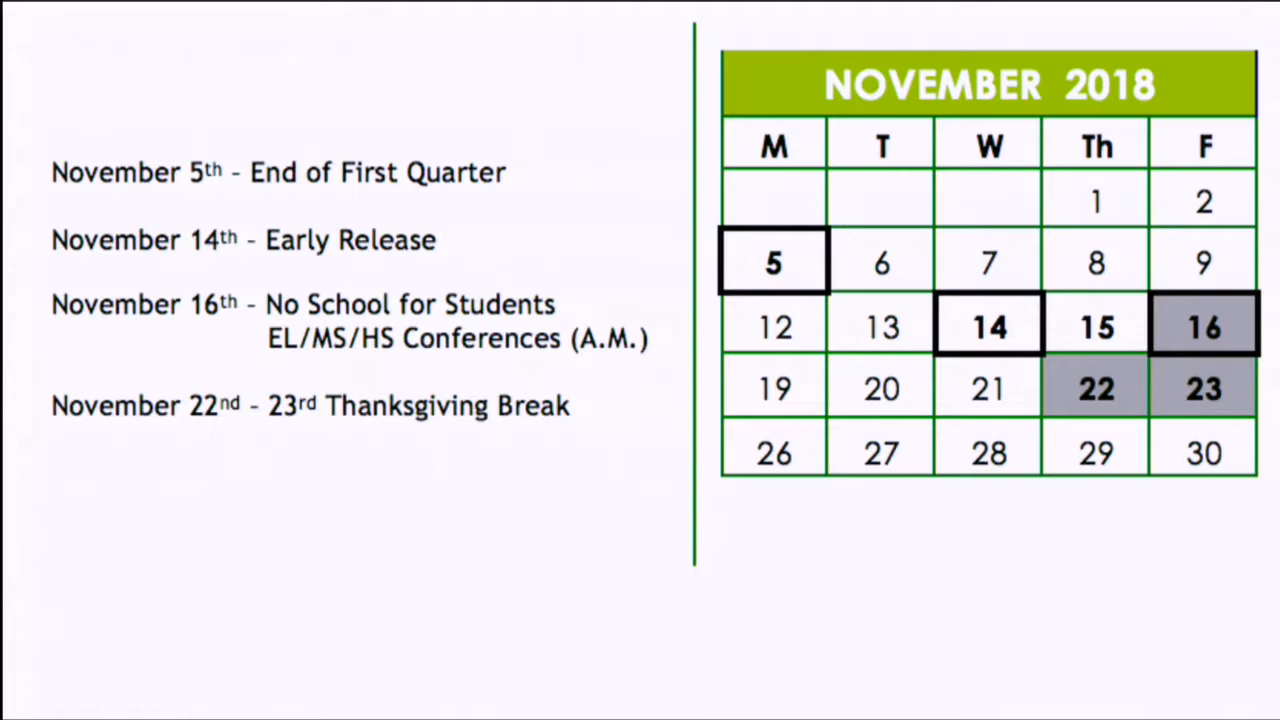 November 5th - End of First Quarter
November 14th - Early Release
November 16th - No School for Students
EL/MS/HS Conferences (A.M.)
November 22nd - 23rd Thanksgiving Break
NOVEMBER 2018
M T W Th F
1 2
5 6 7 8 9
12 13 14 15 16
19 20 21 22 23
26 27 28 29 30